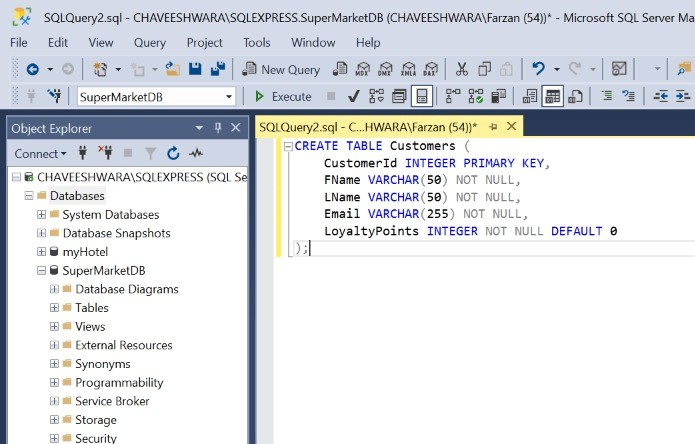 SQLQuery2.sql - CHAVEESHWARA\SQLEXPRESS.SuperMarketDB (CHAVEESHWARA\Farzan (54))* - Microsoft SQL Server Ma
File Edit View Query Project Tools Window Help
New Query MDX DMX XMLA DAX
SuperMarketDB Execute
Object Explorer
SQLQuery2.sql - C...HWARA\Farzan (54))*
Connect
CHAVEESHWARA\SQLEXPRESS (SQL Se
Databases
System Databases
Database Snapshots
myHotel
SuperMarketDB
Database Diagrams
Tables
Views
External Resources
Synonyms
Programmability
Service Broker
Storage
Security
CREATE TABLE Customers (
CustomerId INTEGER PRIMARY KEY,
FName VARCHAR(50) NOT NULL,
LName VARCHAR(50) NOT NULL,
Email VARCHAR(255) NOT NULL,
LoyaltyPoints INTEGER NOT NULL DEFAULT 0
);